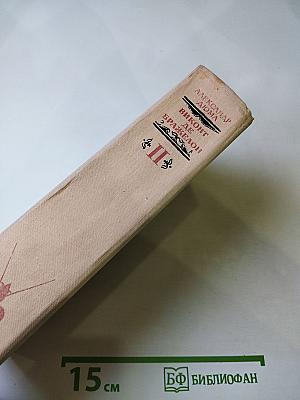 АЛЕКСАНДР
ДЮМА
ВИКОНТ
ДЕ
БРАЖЕЛОН
II
15 см
БФ БИБЛИОФАН